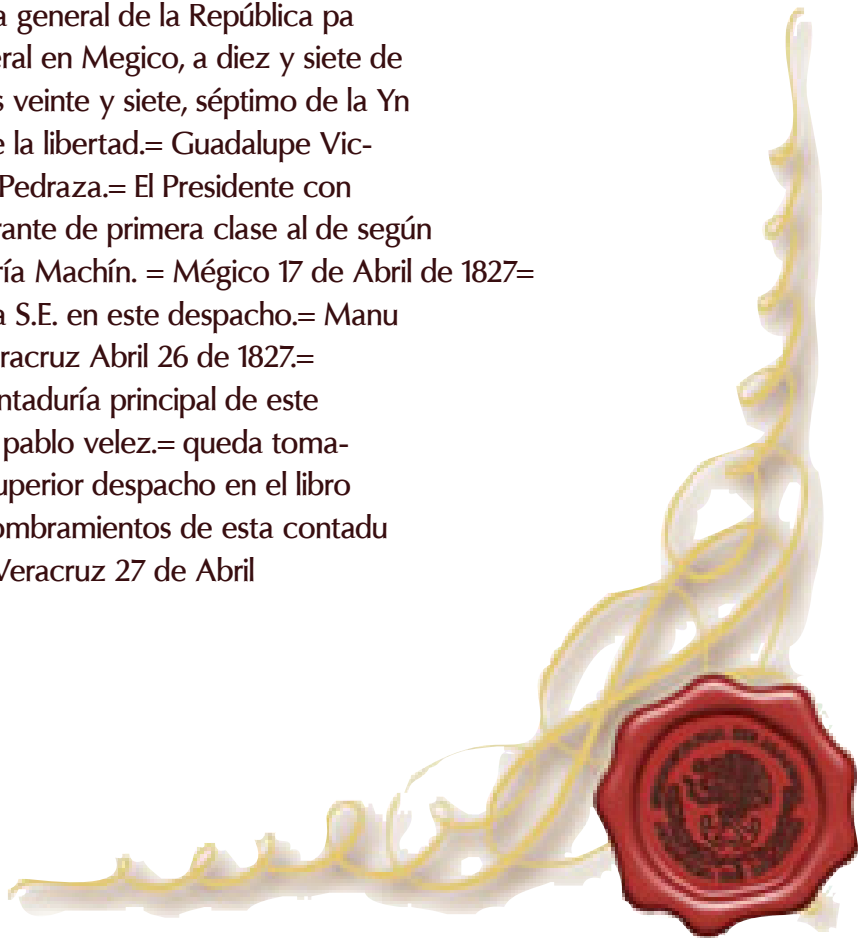 a general de la República pa
eral en Megico, a diez y siete de
s veinte y siete, séptimo de la Yn
e la libertad.= Guadalupe Vic-
Pedraza.= El Presidente con
rante de primera clase al de según
ría Machín. = Mégico 17 de Abril de 1827=
a S.E. en este despacho.= Manu
racruz Abril 26 de 1827.=
ntaduría principal de este
pablo velez.= queda toma-
uperior despacho en el libro
ombramientos de esta contadu
Veracruz 27 de Abril